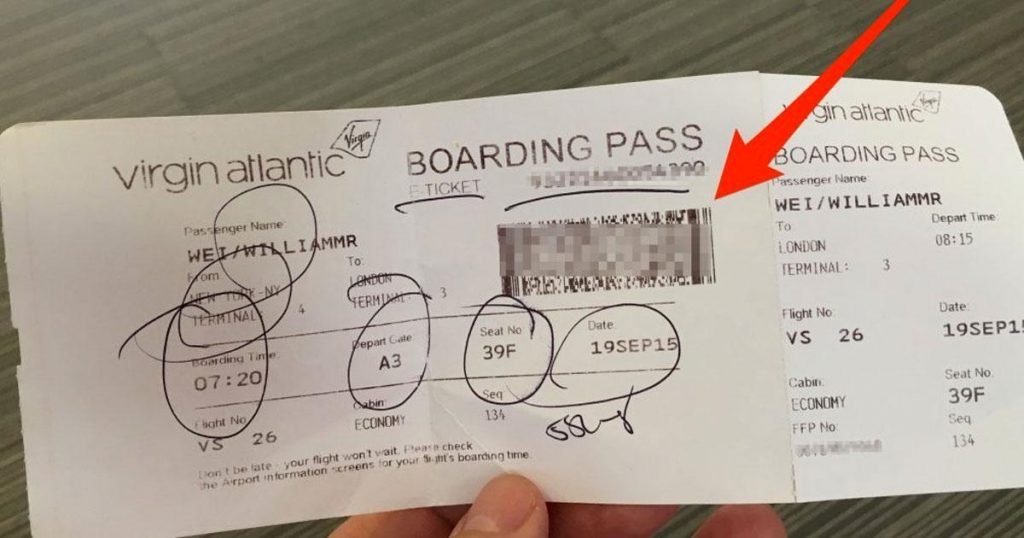 virgin atlantic
Virgin
BOARDING PASS
E-TICKET
Passenger Name:
WEI/WILLIAMMR
From:
NEW YORK-NY
TERMINAL: 4
To:
LONDON
TERMINAL: 3
Boarding Time:
07:20
Depart Gate
A3
Seat No
39F
Date:
19SEP15
Flight No
VS 26
Cabin:
ECONOMY
Seq
134
Don't be late - your flight won't wait. Please check
the Airport information screens for your flight's boarding time.
virgin atlantic
BOARDING PASS
Passenger Name:
WEI/WILLIAMMR
To
LONDON
TERMINAL: 3
Depart Time:
08:15
Flight No:
VS 26
Date:
19SEP15
Cabin:
ECONOMY
Seat No.
39F
FFP No:
Seq
134